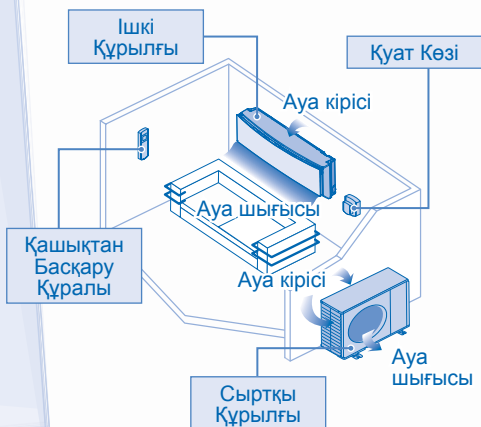 Ішкі
Құрылғы
Қуат Көзі
Ауа кірісі
Ауа шығысы
Қашықтан
Басқару
Құралы
Ауа кірісі
Ауа
шығысы
Сыртқы
Құрылғы